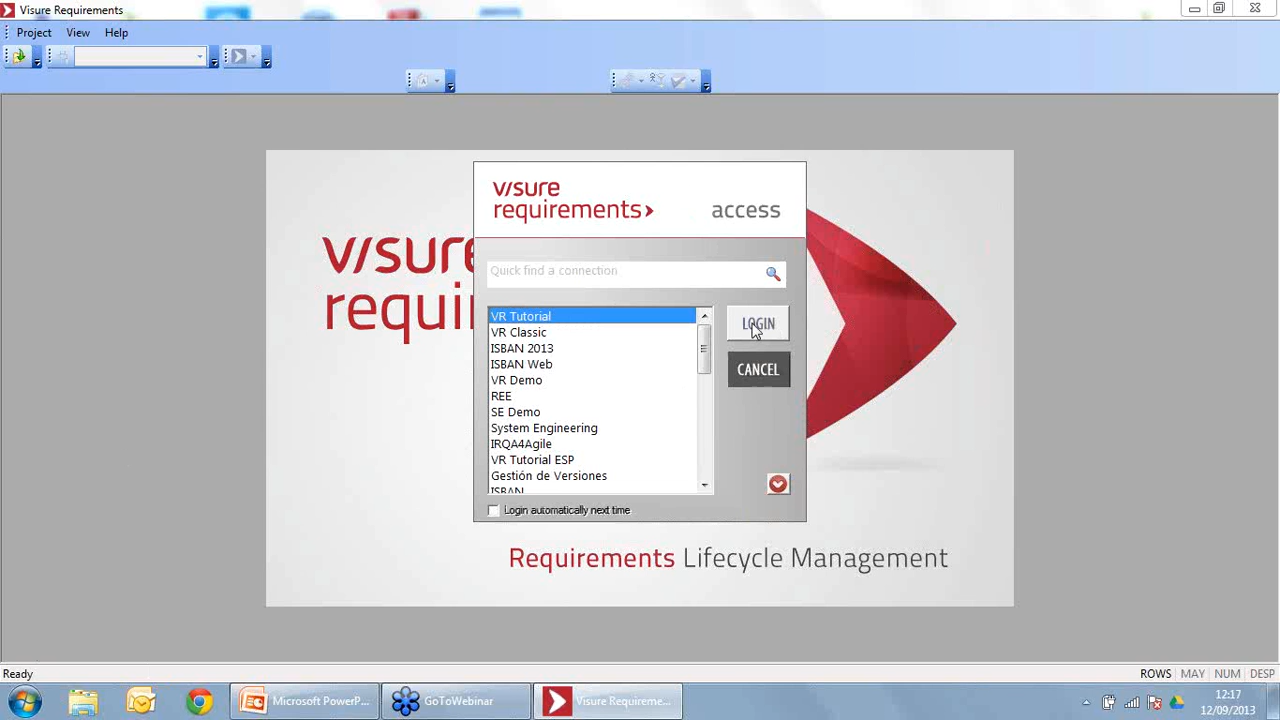 Visure Requirements
Project View Help
visure
requirements
access
visure
requi
Quick find a connection
VR Tutorial
VR Classic
ISBAN 2013
ISBAN Web
VR Demo
REE
SE Demo
System Engineering
IRQA4Agile
VR Tutorial ESP
Gestión de Versiones
ISBAN
LOGIN
CANCEL
Login automatically next time
Requirements Lifecycle Management
Ready
ROWS MAY NUM DESP
Microsoft PowerP...
GoToWebinar
Visure Requireme...
12:17
12/09/2013